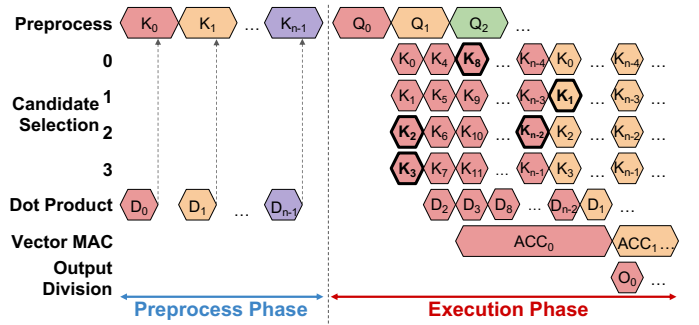 Preprocess K0 K1 ... Kn-1 Q0 Q1 Q2 ...
0 K0 K4 K8 ... Kn-4 K0 ... Kn-4
Candidate Selection
1 K1 K5 K9 ... Kn-3 K1 ... Kn-3
2 K2 K6 K10 ... Kn-2 K2 ... Kn-2
3 K3 K7 K11 ... Kn-1 K3 ... Kn-1
Dot Product D0 D1 ... Dn-1 D2 D3 D8 ... Dn-2 D1 ...
Vector MAC ACC0 ACC1 ...
Output Division O0 ...
Preprocess Phase Execution Phase